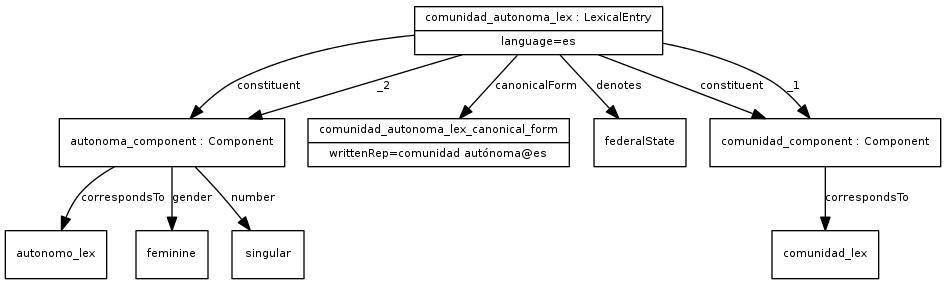 comunidad_autonoma_lex : LexicalEntry
language=es
constituent
_2
canonicalForm
denotes
constituent
_1
autonoma_component : Component
comunidad_autonoma_lex_canonical_form
writtenRep=comunidad autónoma@es
federalState
comunidad_component : Component
correspondsTo
gender
number
correspondsTo
autonomo_lex
feminine
singular
comunidad_lex